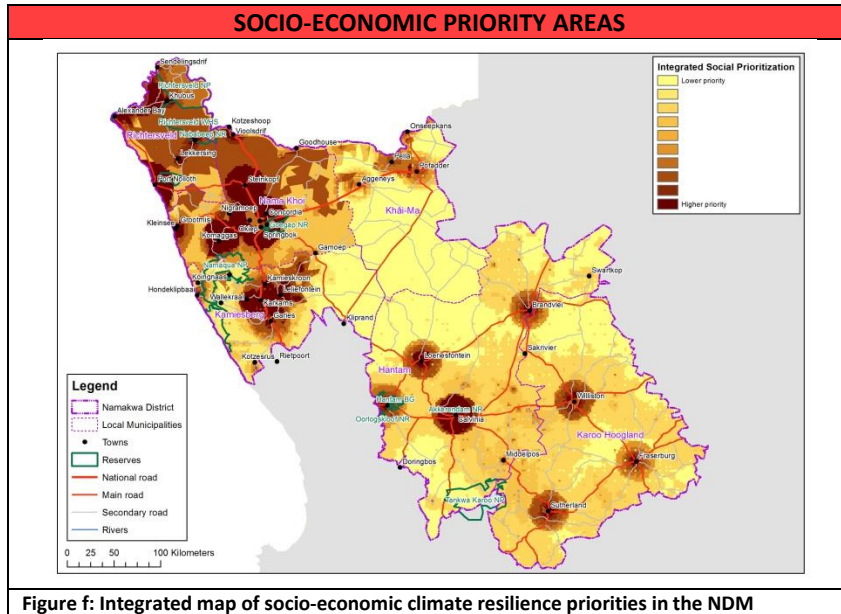 SOCIO-ECONOMIC PRIORITY AREAS
Integrated Social Prioritization
Lower priority
Higher priority
Sendelingsdrif
Richtersveld NP
Khubus
Alexander Bay
Richtersveld WHS
Richtersveld
Nababeep NR
Kotzeshoop
Vioolsdrif
Lekkersing
Goodhouse
Onseepkans
Pella
Pofadder
Port Nolloth
Steinkopf
Aggeneys
Nama Khoi
Nigramoep
Concordia
Khâi-Ma
Kleinsee
Grootmis
Okiep
Goegap NR
Komaggas
Springbok
Gamoep
Namaqua NP
Koingnaas
Kamieskroon
Leliefontein
Hondeklipbaai
Wallekraal
Karkams
Kamiesberg
Garies
Kliprand
Kotzesrus
Rietpoort
Swartkop
Brandvlei
Sakrivier
Loeriesfontein
Hantam
Hantam BG
Akkerendam NR
Calvinia
Oorlogskloof NR
Williston
Karoo Hoogland
Doringbos
Middelpos
Fraserburg
Tankwa Karoo NP
Sutherland
Legend
Namakwa District
Local Municipalities
Towns
Reserves
National road
Main road
Secondary road
Rivers
0 25 50 100 Kilometers
Figure f: Integrated map of socio-economic climate resilience priorities in the NDM